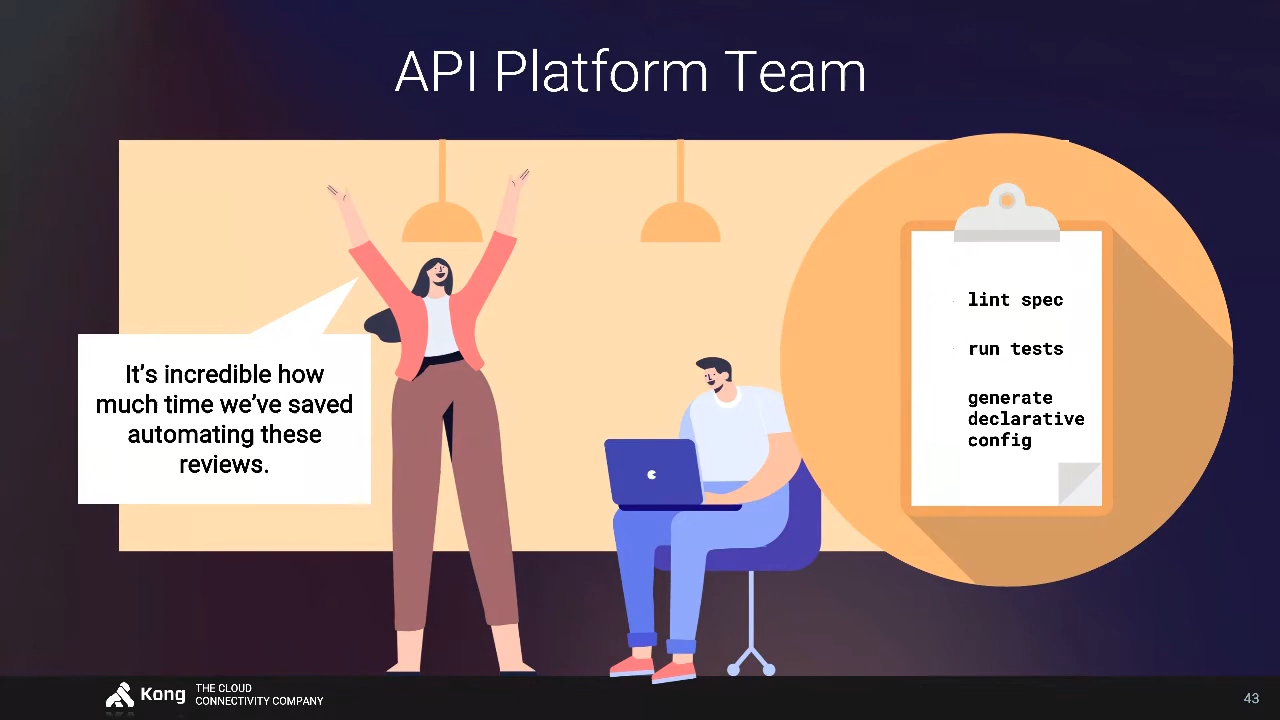 API Platform Team
It’s incredible how
much time we’ve saved
automating these
reviews.
lint spec
run tests
generate
declarative
config
Kong
THE CLOUD
CONNECTIVITY COMPANY
43